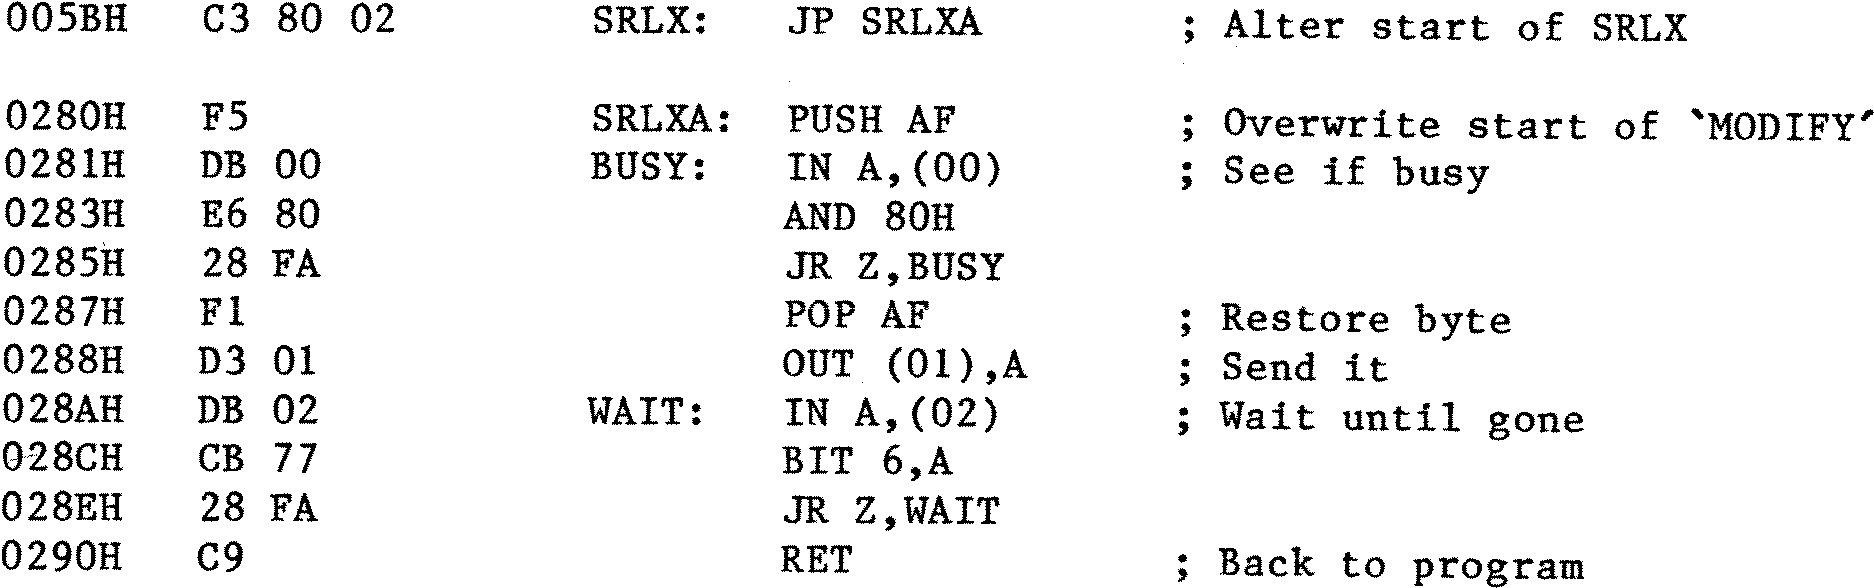 005BH C3 80 02 SRLX: JP SRLXA ; Alter start of SRLX
0280H F5 SRLXA: PUSH AF ; Overwrite start of `MODIFY´
0281H DB 00 BUSY: IN A,(00) ; See if busy
0283H E6 80 AND 80H
0285H 28 FA JR Z,BUSY
0287H F1 POP AF ; Restore byte
0288H D3 01 OUT (01),A ; Send it
028AH DB 02 WAIT: IN A,(02) ; Wait until gone
028CH CB 77 BIT 6,A
028EH 28 FA JR Z,WAIT
0290H C9 RET ; Back to program